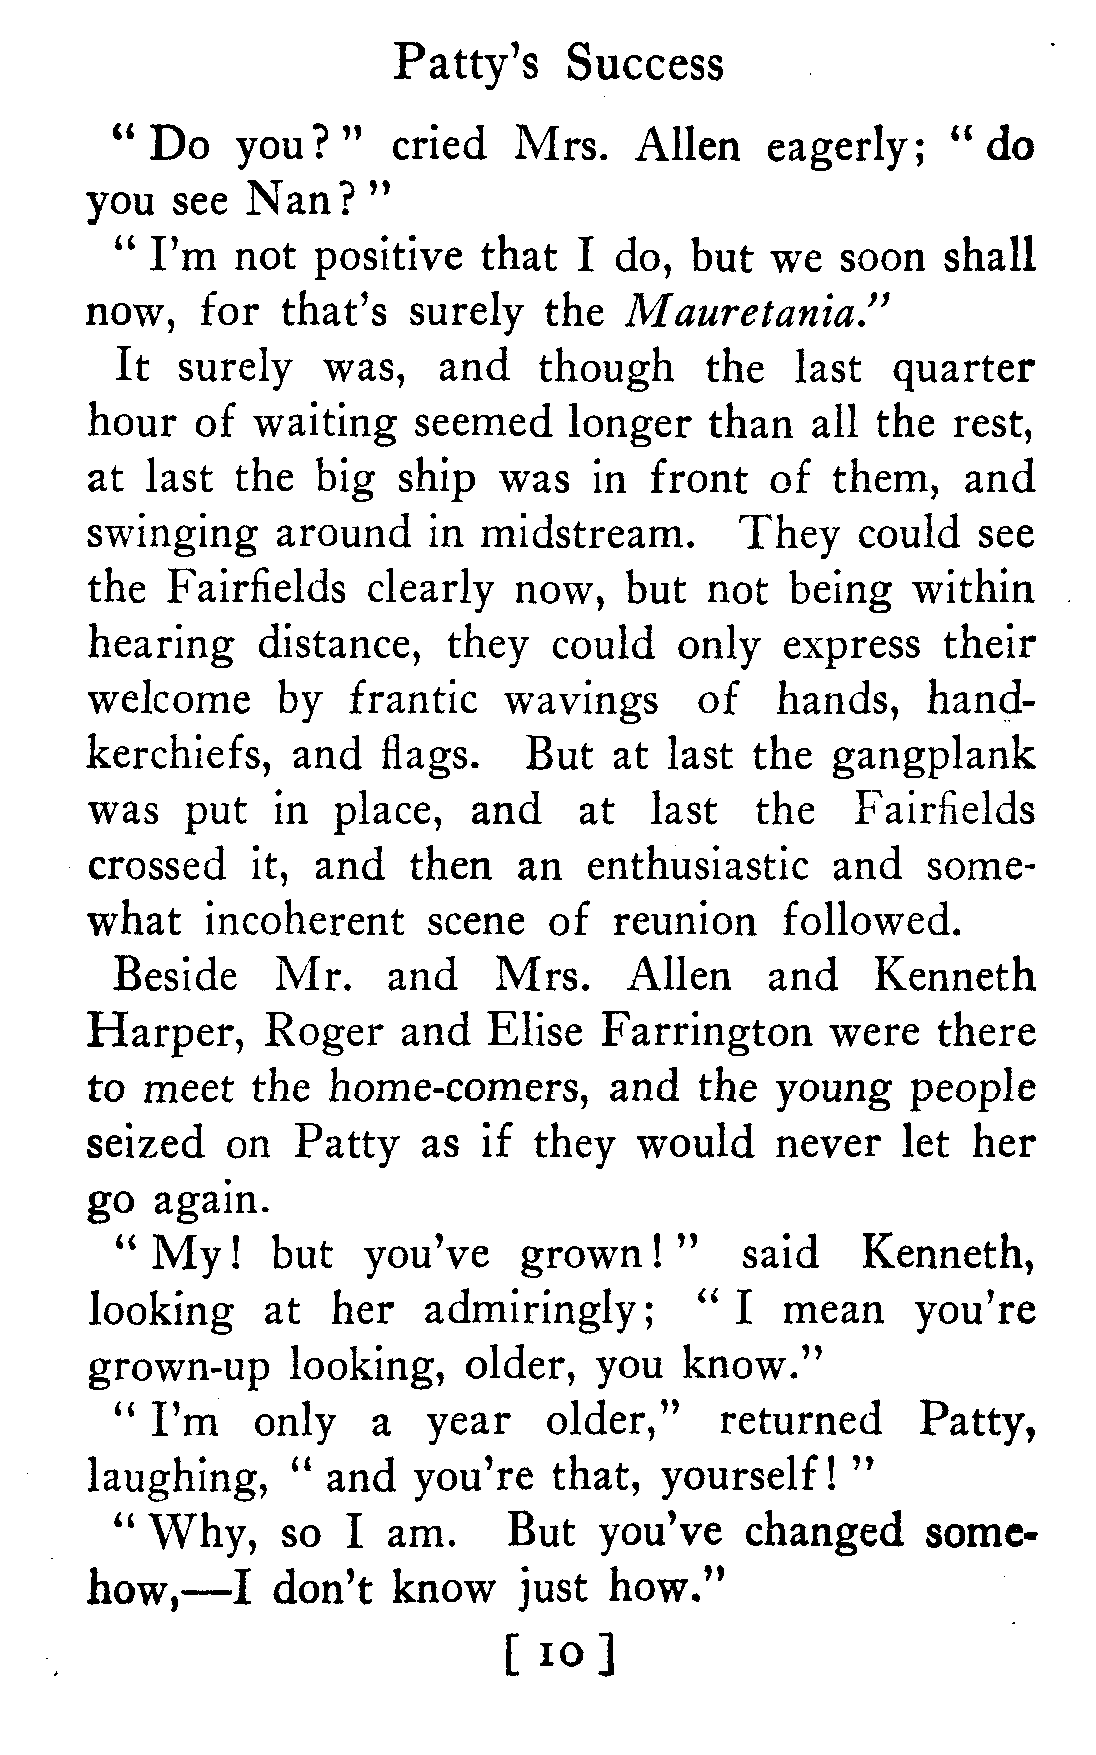 Patty's Success
" Do you? " cried Mrs. Allen eagerly; " do
you see Nan? "
" I'm not positive that I do, but we soon shall
now, for that's surely the Mauretania."
It surely was, and though the last quarter
hour of waiting seemed longer than all the rest,
at last the big ship was in front of them, and
swinging around in midstream. They could see
the Fairfields clearly now, but not being within
hearing distance, they could only express their
welcome by frantic wavings of hands, hand-
kerchiefs, and flags. But at last the gangplank
was put in place, and at last the Fairfields
crossed it, and then an enthusiastic and some-
what incoherent scene of reunion followed.
Beside Mr. and Mrs. Allen and Kenneth
Harper, Roger and Elise Farrington were there
to meet the home-comers, and the young people
seized on Patty as if they would never let her
go again.
" My! but you've grown! " said Kenneth,
looking at her admiringly; " I mean you're
grown-up looking, older, you know."
" I'm only a year older," returned Patty,
laughing, " and you're that, yourself! "
" Why, so I am. But you've changed some-
how,—I don't know just how."
[ 10 ]